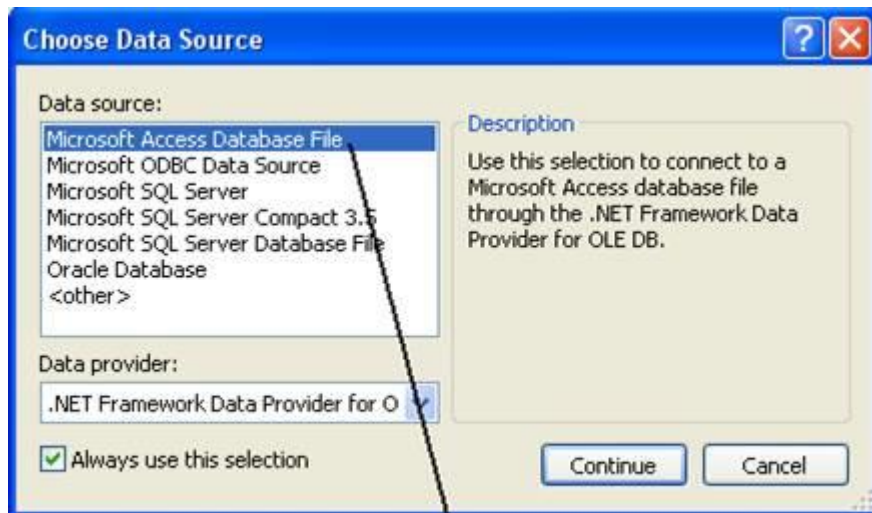 Choose Data Source
Data source:
Microsoft Access Database File
Microsoft ODBC Data Source
Microsoft SQL Server
Microsoft SQL Server Compact 3.5
Microsoft SQL Server Database File
Oracle Database
<other>
Data provider:
.NET Framework Data Provider for O
Always use this selection
Description
Use this selection to connect to a
Microsoft Access database file
through the .NET Framework Data
Provider for OLE DB.
Continue
Cancel